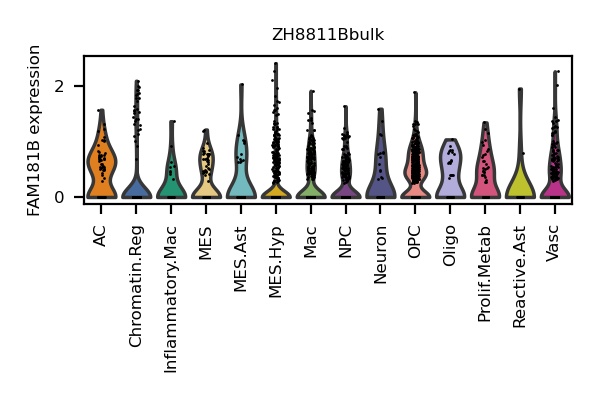 ZH8811Bbulk
FAM181B expression
2
0
AC
Chromatin.Reg
Inflammatory.Mac
MES
MES.Ast
MES.Hyp
Mac
NPC
Neuron
OPC
Oligo
Prolif.Metab
Reactive.Ast
Vasc